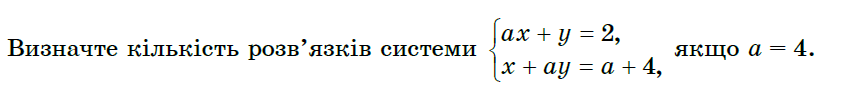 Визначте кількість розв’язків системи { ax + y = 2, x + ay = a + 4, якщо a = 4.